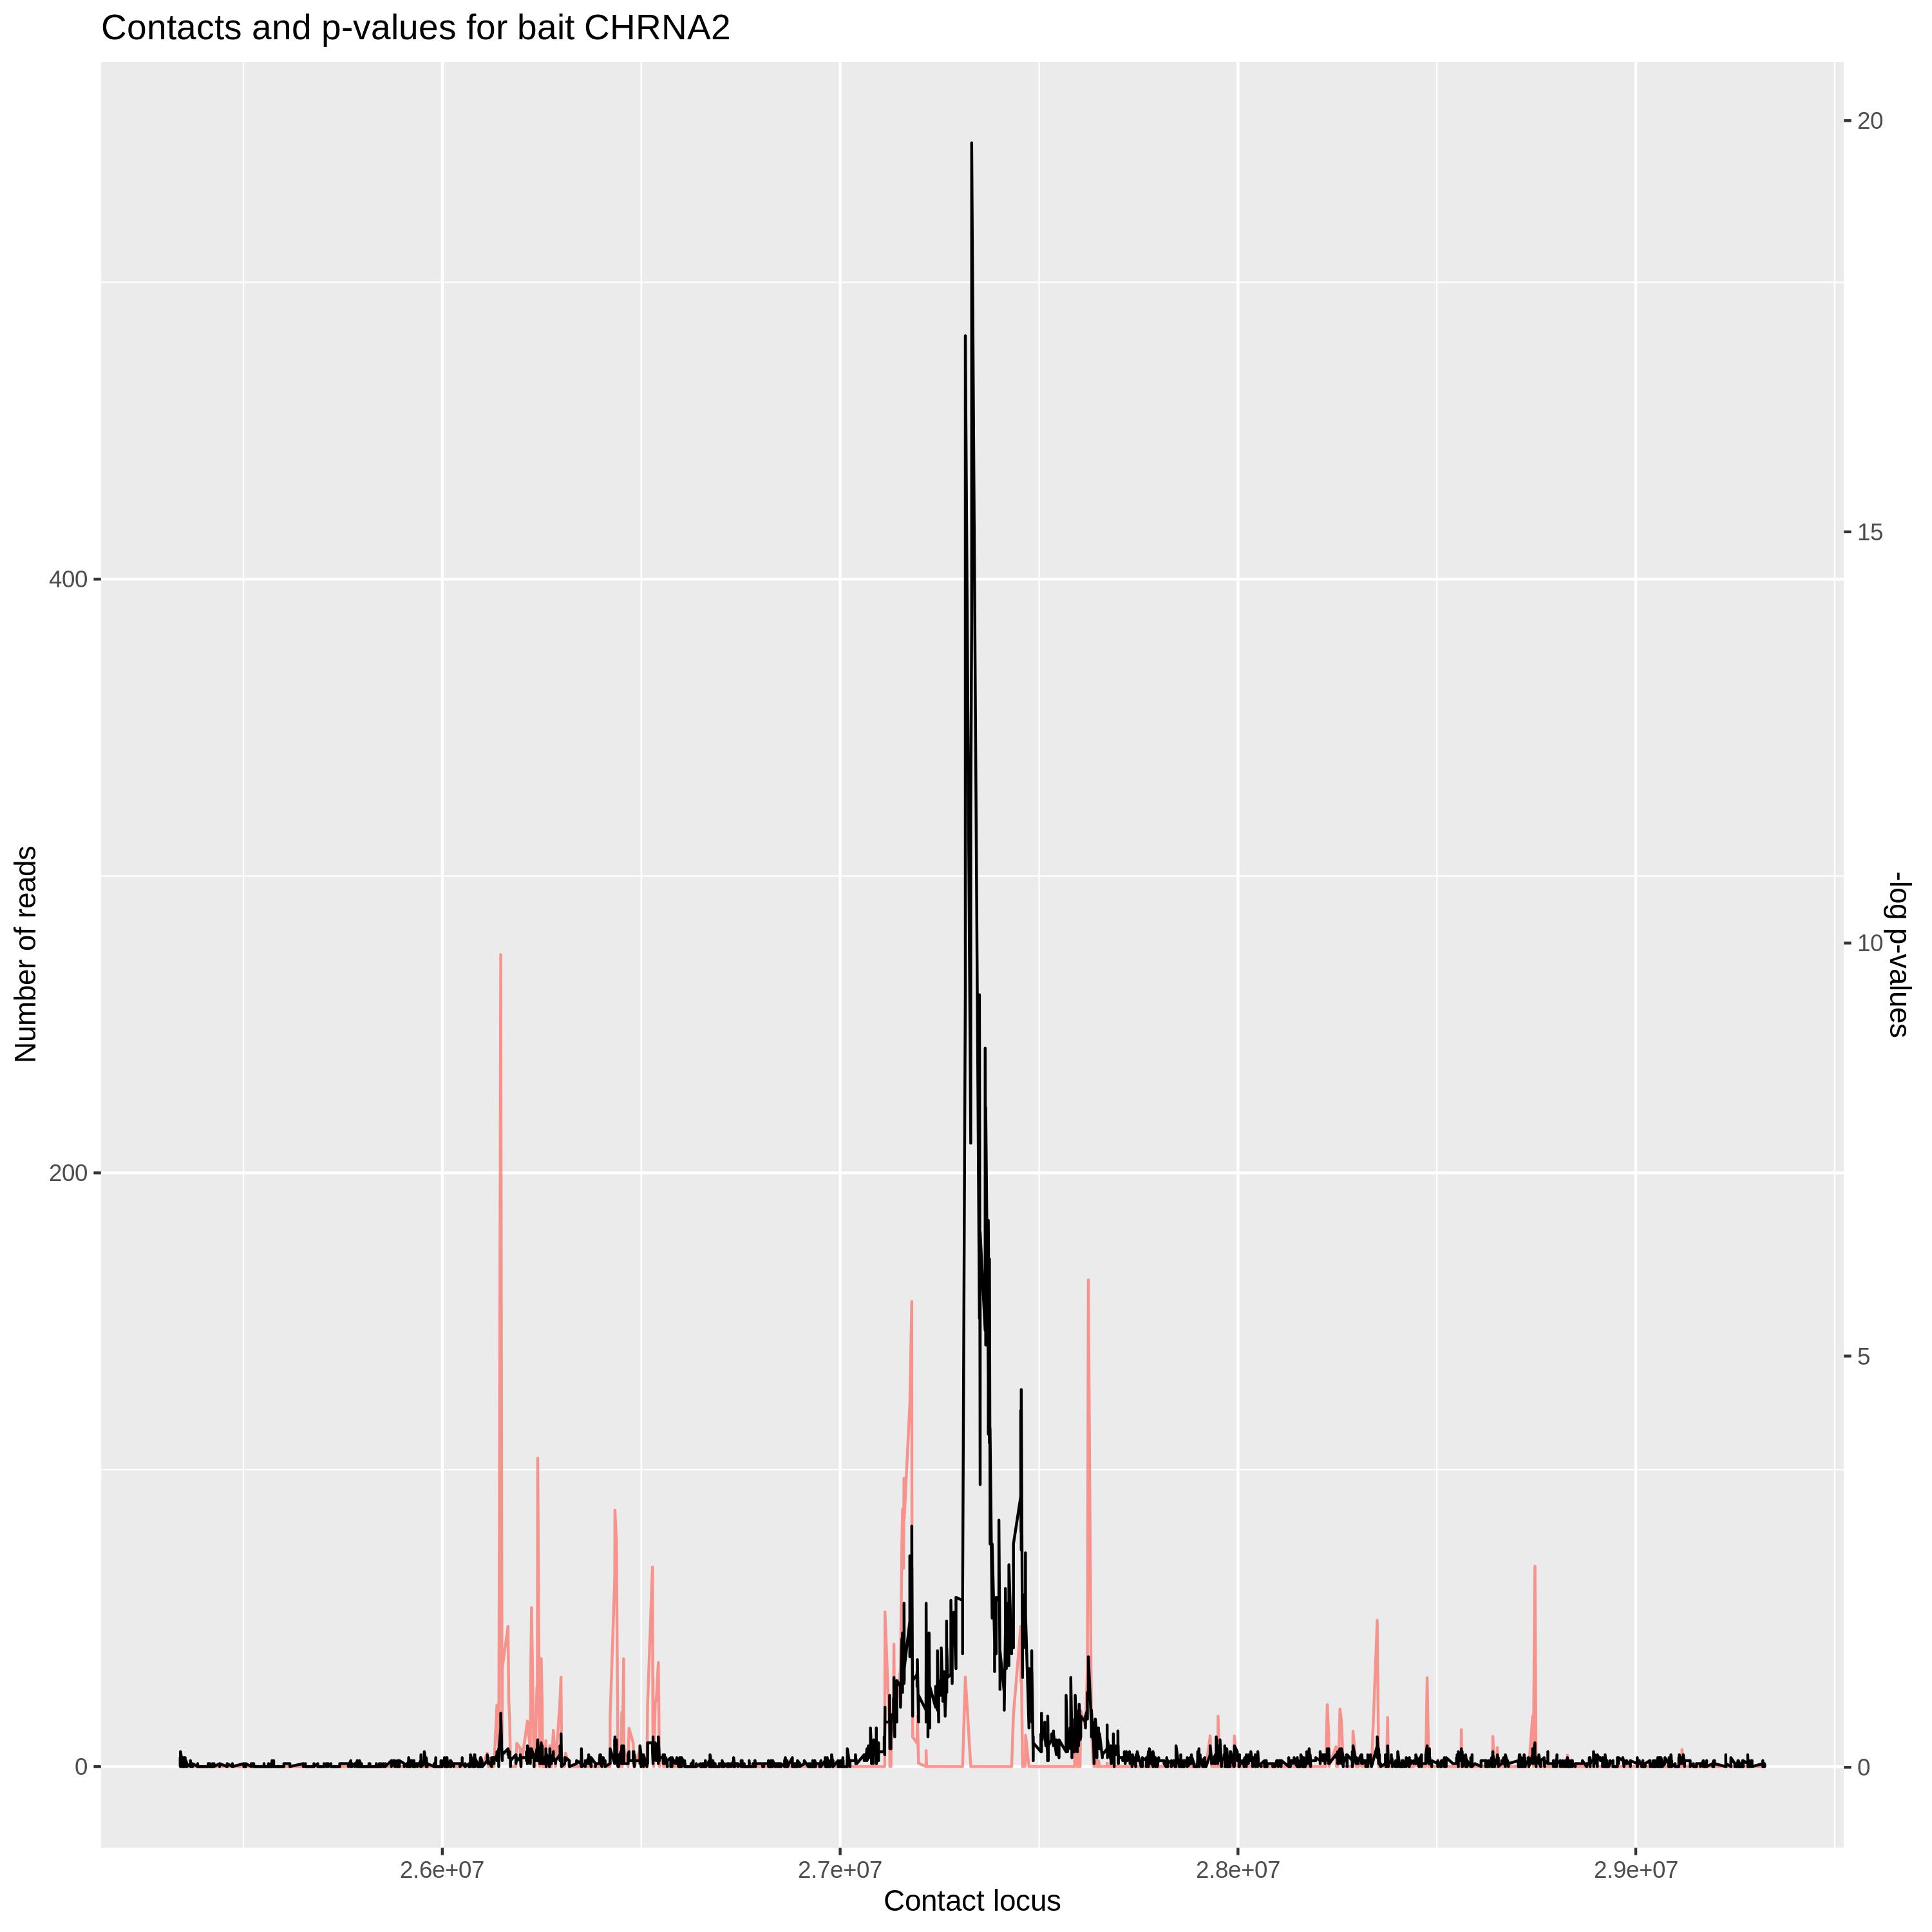 Contacts and p-values for bait CHRNA2
Number of reads
400
200
0
20
15
10
5
0
-log p-values
2.6e+07
2.7e+07
2.8e+07
2.9e+07
Contact locus